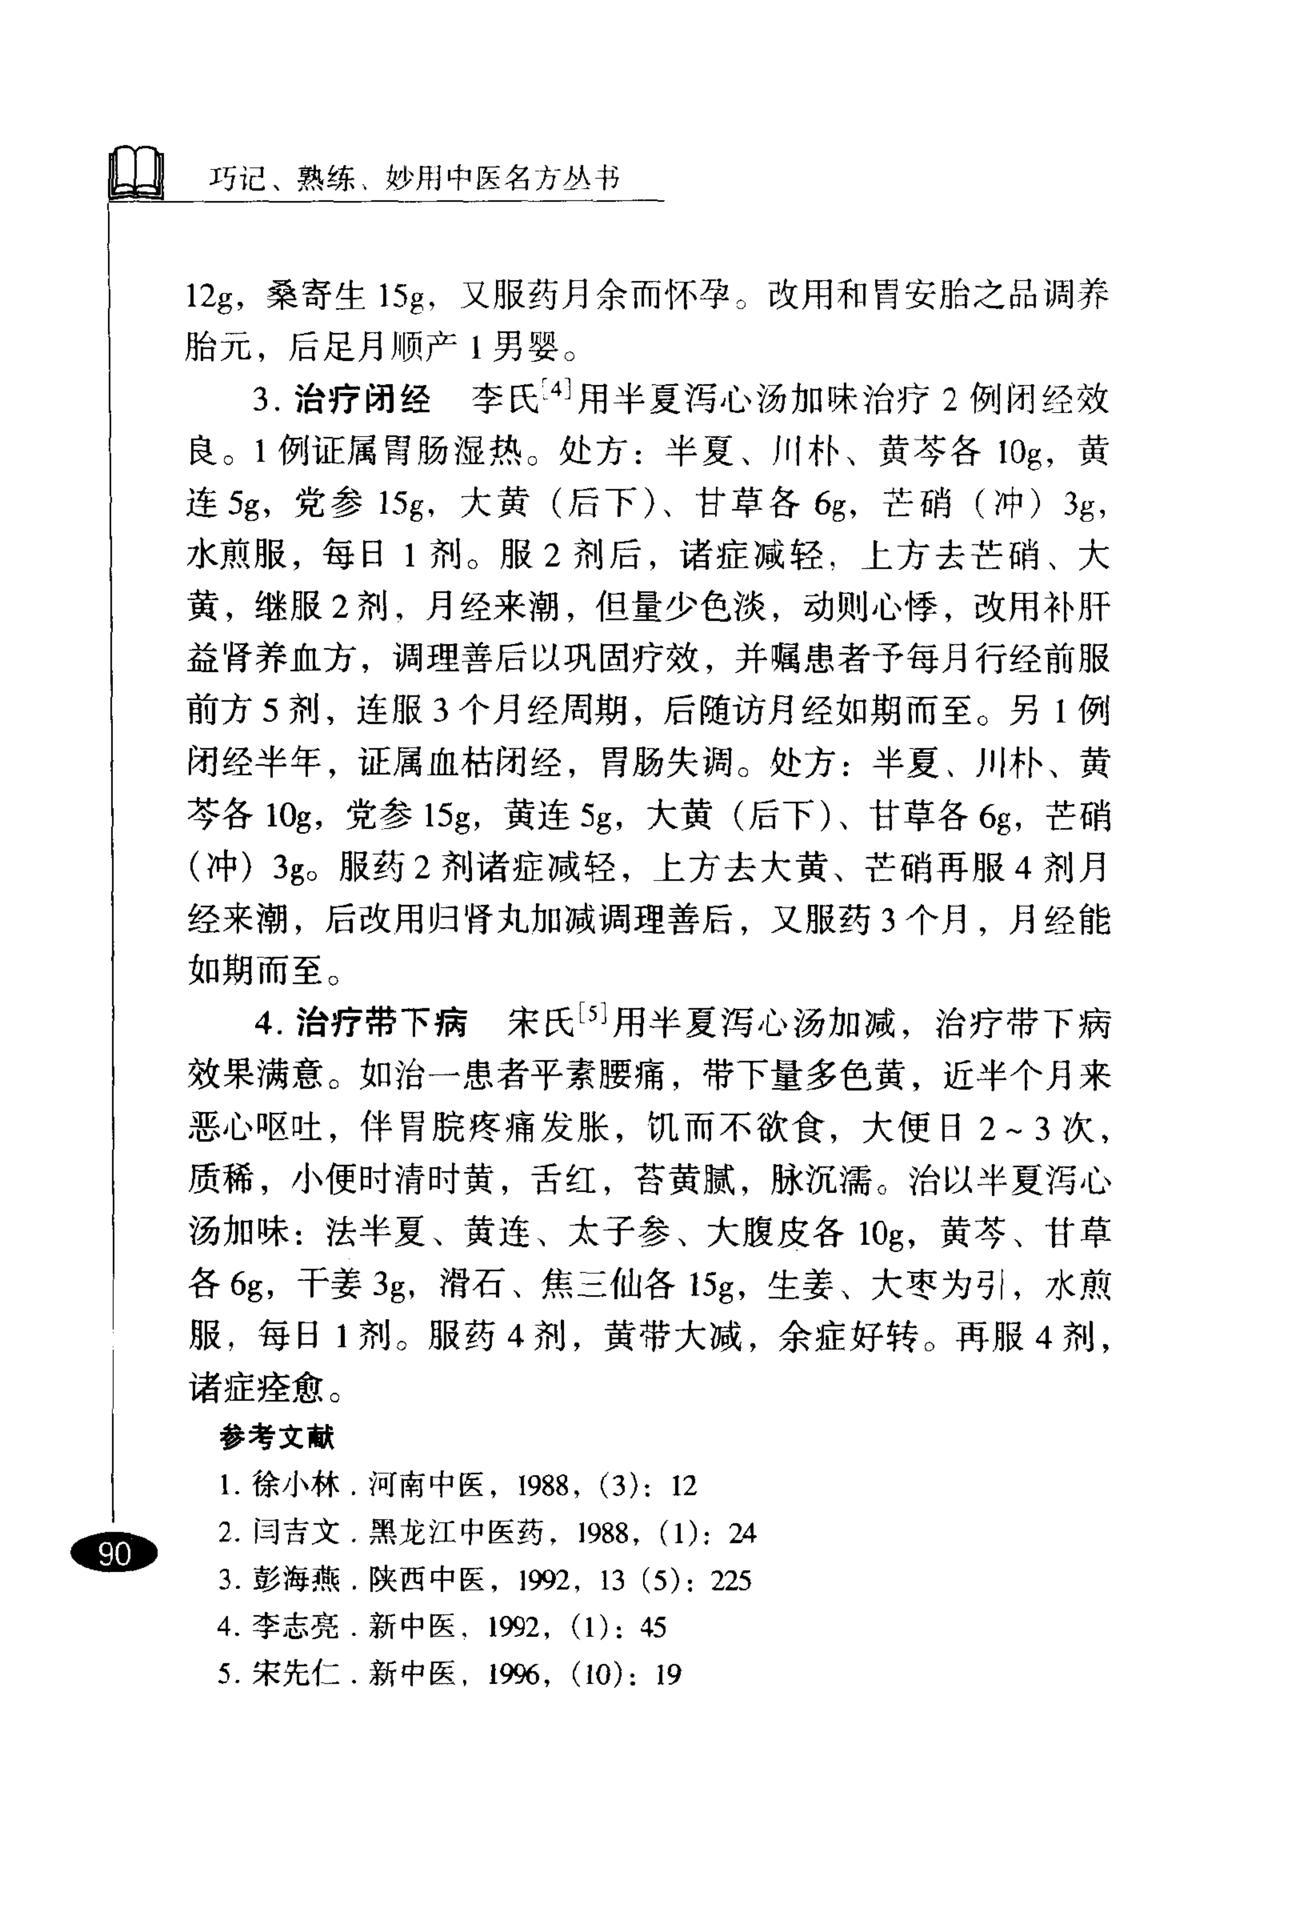 巧记、熟练、妙用中医名方丛书
12g，桑寄生 15g，又服药月余而怀孕。改用和胃安胎之品调养
胎元，后足月顺产 1 男婴。
3. 治疗闭经　李氏[4]用半夏泻心汤加味治疗 2 例闭经效
良。1 例证属胃肠湿热。处方：半夏、川朴、黄芩各 10g，黄
连 5g，党参 15g，大黄（后下）、甘草各 6g，芒硝（冲）3g，
水煎服，每日 1 剂。服 2 剂后，诸症减轻，上方去芒硝、大
黄，继服 2 剂，月经来潮，但量少色淡，动则心悸，改用补肝
益肾养血方，调理善后以巩固疗效，并嘱患者予每月行经前服
前方 5 剂，连服 3 个月经周期，后随访月经如期而至。另 1 例
闭经半年，证属血枯闭经，胃肠失调。处方：半夏、川朴、黄
芩各 10g，党参 15g，黄连 5g，大黄（后下）、甘草各 6g，芒硝
（冲）3g。服药 2 剂诸症减轻，上方去大黄、芒硝再服 4 剂月
经来潮，后改用归肾丸加减调理善后，又服药 3 个月，月经能
如期而至。
4. 治疗带下病　宋氏[5]用半夏泻心汤加减，治疗带下病
效果满意。如治一患者平素腰痛，带下量多色黄，近半个月来
恶心呕吐，伴胃脘疼痛发胀，饥而不欲食，大便日 2～3 次，
质稀，小便时清时黄，舌红，苔黄腻，脉沉濡。治以半夏泻心
汤加味：法半夏、黄连、太子参、大腹皮各 10g，黄芩、甘草
各 6g，干姜 3g，滑石、焦三仙各 15g，生姜、大枣为引，水煎
服，每日 1 剂。服药 4 剂，黄带大减，余症好转。再服 4 剂，
诸症痊愈。
参考文献
1. 徐小林．河南中医，1988，（3）：12
2. 闫吉文．黑龙江中医药，1988，（1）：24
3. 彭海燕．陕西中医，1992，13（5）：225
4. 李志亮．新中医，1992，（1）：45
5. 宋先仁．新中医，1996，（10）：19
90